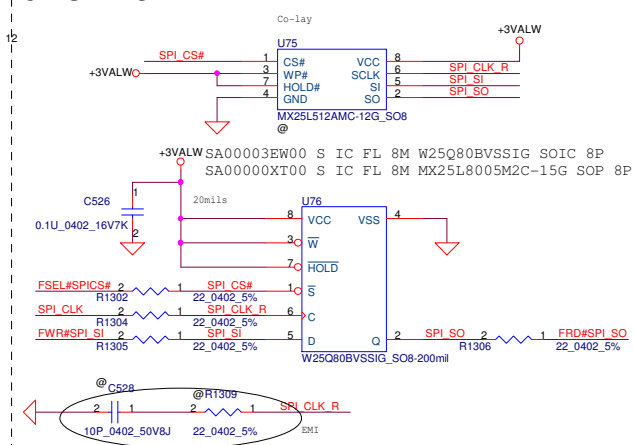 Co-lay
12
+3VALW
U75
SPI_CS# 1 CS# VCC 8
+3VALW 3 WP# SCLK 6 SPI_CLK_R
7 HOLD# SI 5 SPI_SI
4 GND SO 2 SPI_SO
MX25L512AMC-12G_SO8
@
+3VALW SA00003EW00 S IC FL 8M W25Q80BVSSIG SOIC 8P
SA00000XT00 S IC FL 8M MX25L8005M2C-15G SOP 8P
C526 1 20mils U76
0.1U_0402_16V7K 2
8 VCC VSS 4
3 W
7 HOLD
FSEL#SPICS# 2 1 SPI_CS# 1 S
R1302 22_0402_5%
SPI_CLK 2 1 SPI_CLK_R 6 C
R1304 22_0402_5%
FWR#SPI_SI 2 1 SPI_SI 5 D Q 2 SPI_SO 2 1 FRD#SPI_SO
R1305 22_0402_5% R1306 22_0402_5%
W25Q80BVSSIG_SO8-200mil
@C528 @R1309
2 1 2 1 SPI_CLK_R
10P_0402_50V8J 22_0402_5% EMI